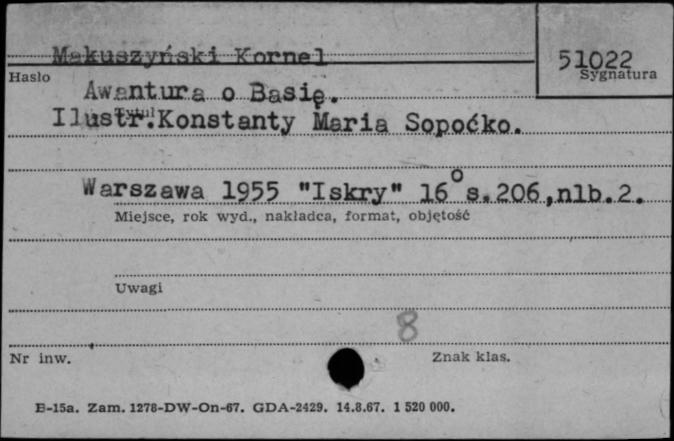 Makuszyński Kornel
51022
Hasło
Sygnatura
Awantura o Basię.
Tytuł
Ilustr.Konstanty Maria Sopoćko.
Warszawa 1955 "Iskry" 16° s.206,nlb.2.
Miejsce, rok wyd., nakładca, format, objętość
Uwagi
8
Nr inw.
Znak klas.
B-15a. Zam. 1278-DW-On-67. GDA-2429. 14.8.67. 1 520 000.